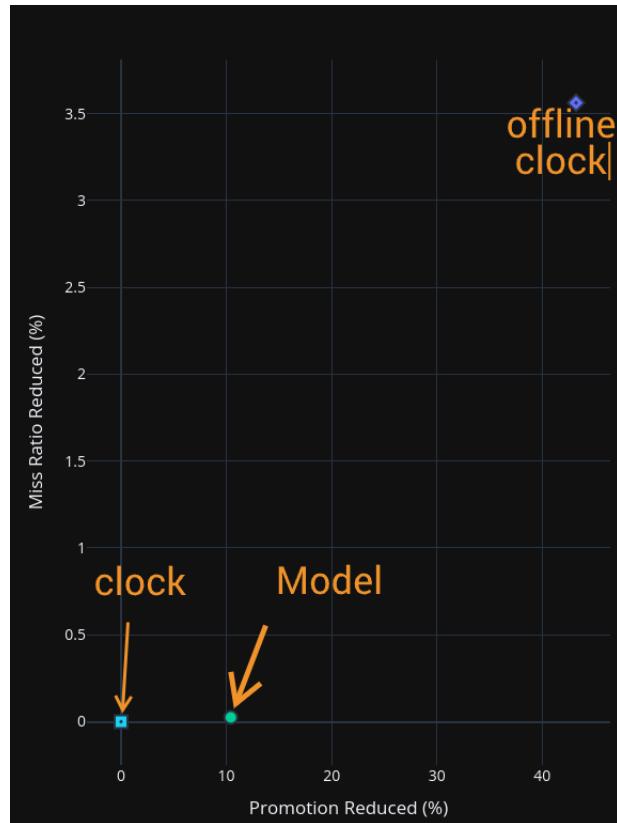 3.5
offline
clock
3
2.5
2
1.5
1
clock
Model
0.5
0
0 10 20 30 40
Miss Ratio Reduced (%)
Promotion Reduced (%)